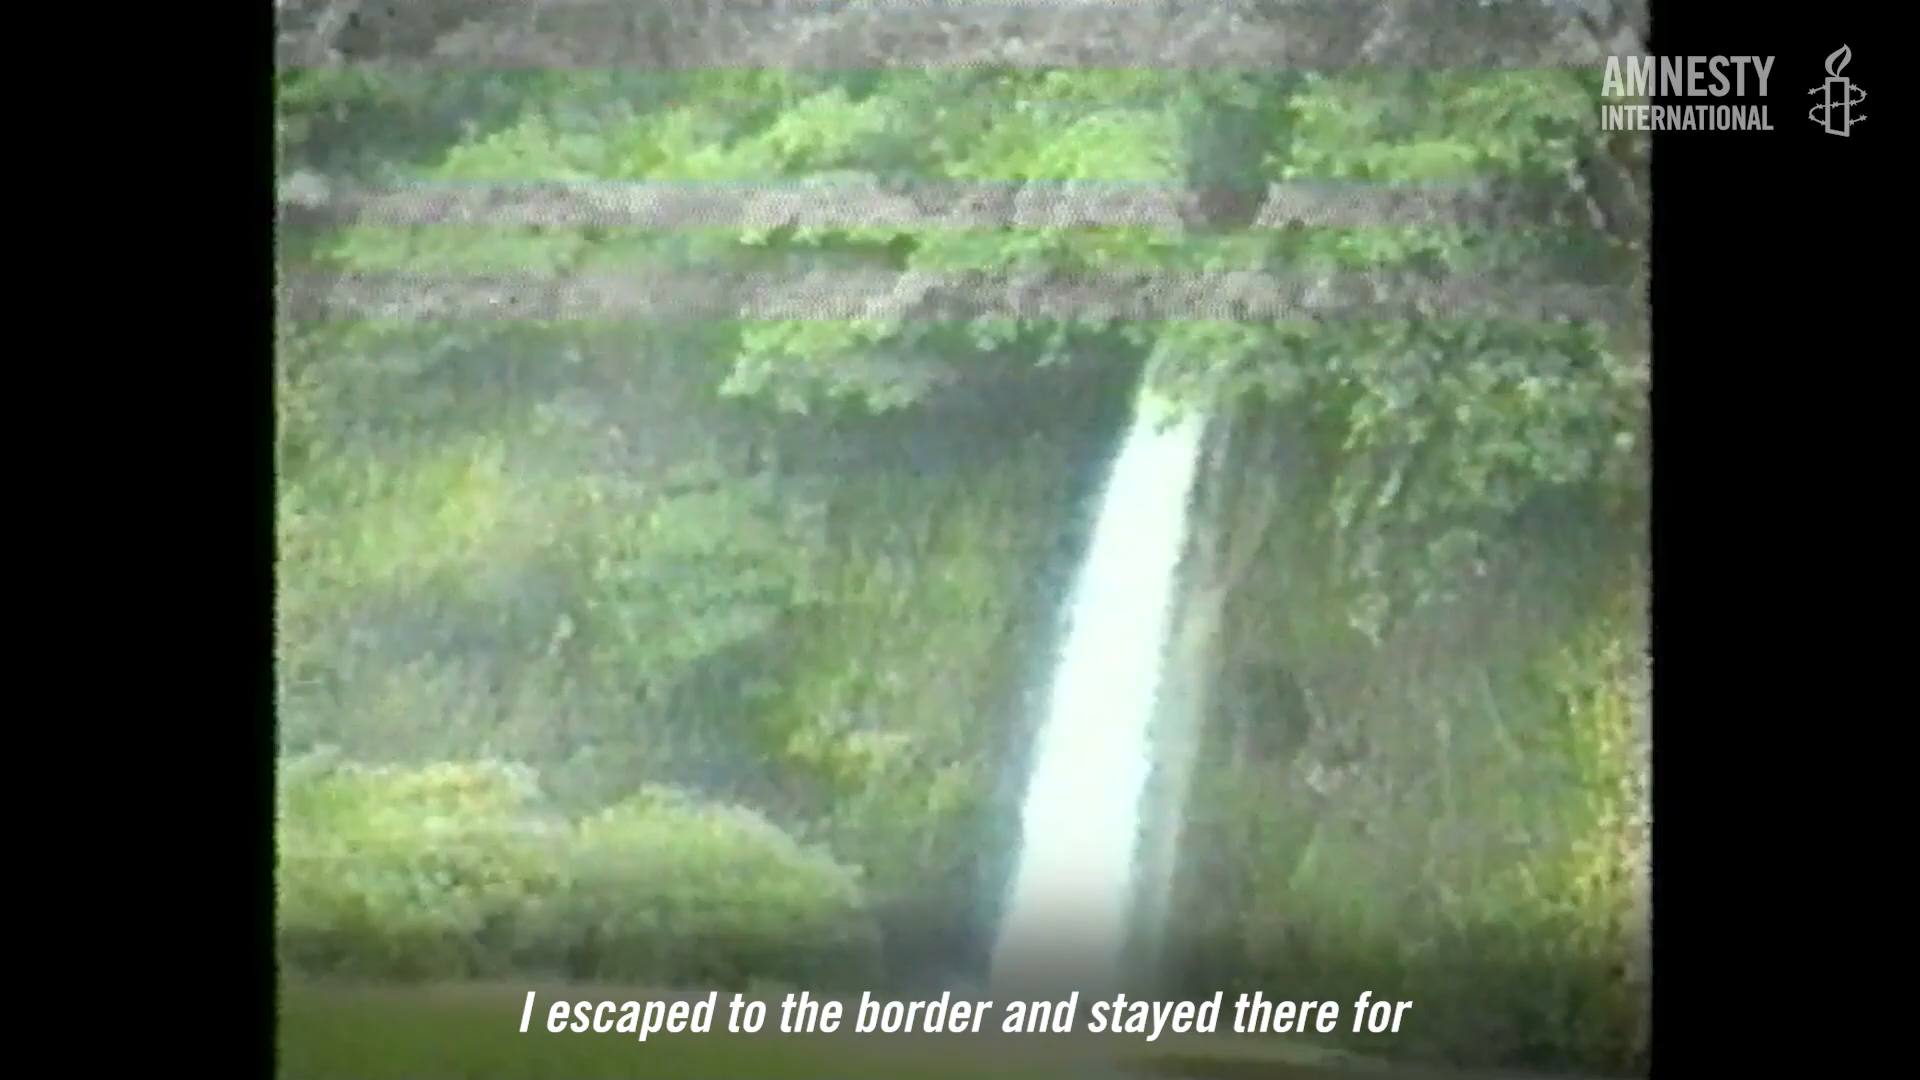 AMNESTY
INTERNATIONAL
I escaped to the border and stayed there for